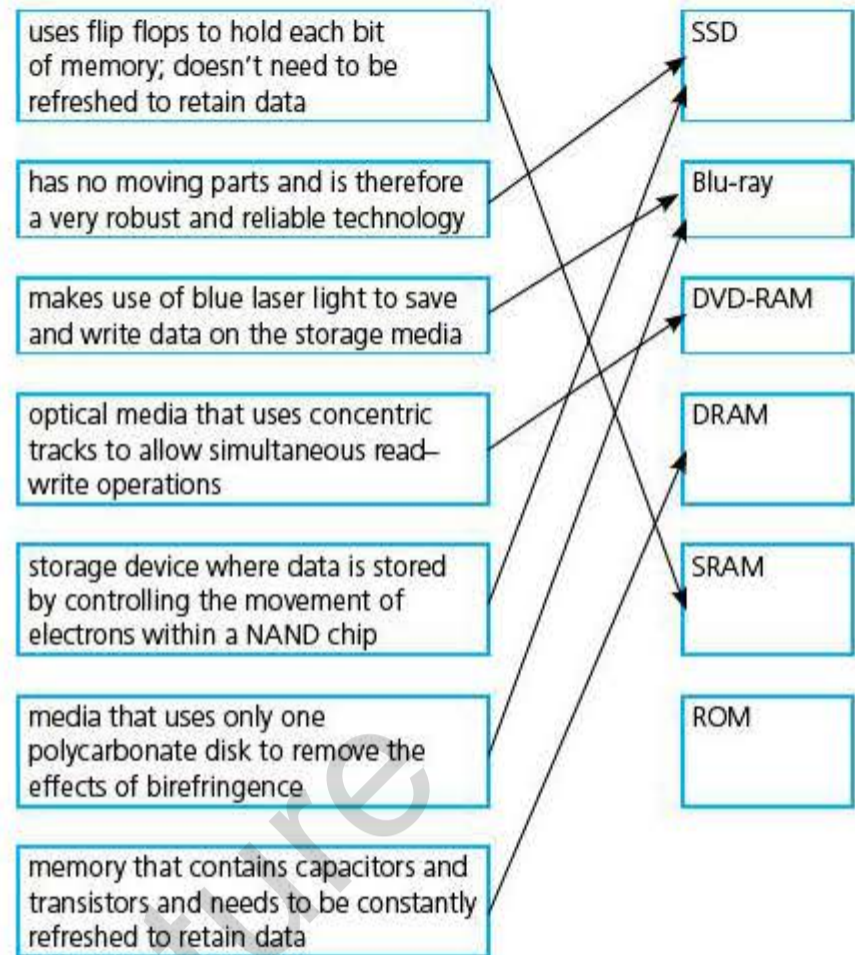 uses flip flops to hold each bit
of memory; doesn't need to be
refreshed to retain data
has no moving parts and is therefore
a very robust and reliable technology
makes use of blue laser light to save
and write data on the storage media
optical media that uses concentric
tracks to allow simultaneous read–
write operations
storage device where data is stored
by controlling the movement of
electrons within a NAND chip
media that uses only one
polycarbonate disk to remove the
effects of birefringence
memory that contains capacitors and
transistors and needs to be constantly
refreshed to retain data
SSD
Blu-ray
DVD-RAM
DRAM
SRAM
ROM
ture